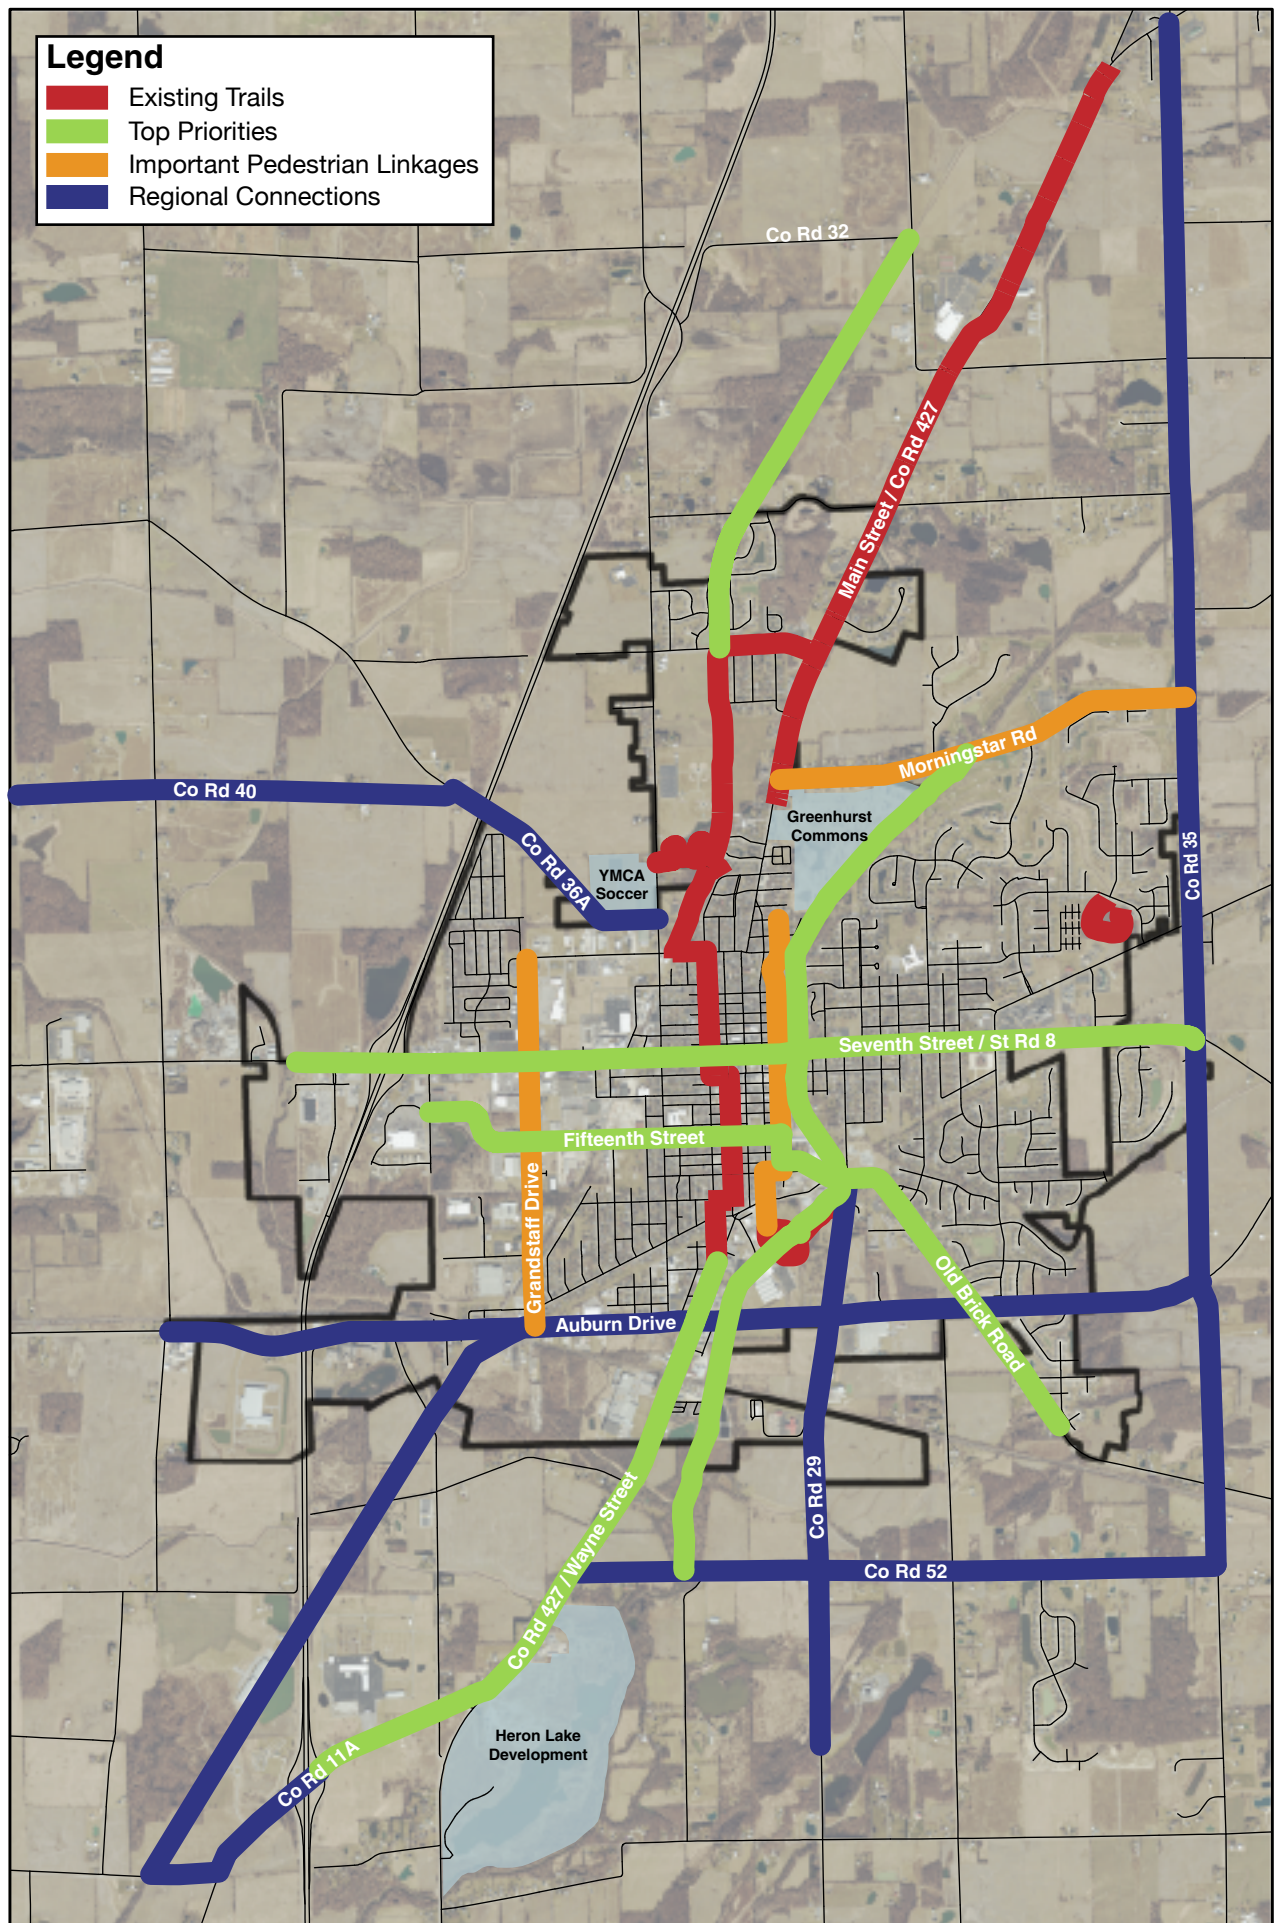 Legend
Existing Trails
Top Priorities
Important Pedestrian Linkages
Regional Connections
Co Rd 32
Main Street / Co Rd 427
Morningstar Rd
Co Rd 40
Greenhurst
Commons
Co Rd 36A
YMCA
Soccer
Co Rd 35
Seventh Street / St Rd 8
Fifteenth Street
Grandstaff Drive
Old Brick Road
Auburn Drive
Co Rd 29
Co Rd 427 / Wayne Street
Co Rd 52
Heron Lake
Development
Co Rd 11A